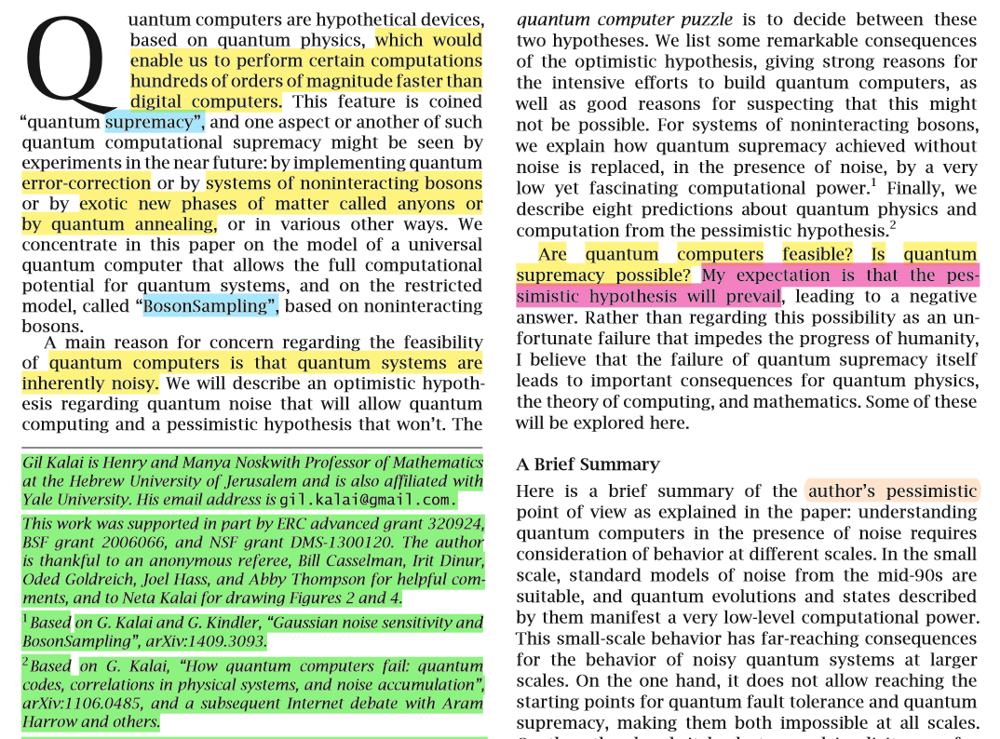 Quantum computers are hypothetical devices,
based on quantum physics, which would
enable us to perform certain computations
hundreds of orders of magnitude faster than
digital computers. This feature is coined
“quantum supremacy”, and one aspect or another of such
quantum computational supremacy might be seen by
experiments in the near future: by implementing quantum
error-correction or by systems of noninteracting bosons
or by exotic new phases of matter called anyons or
by quantum annealing, or in various other ways. We
concentrate in this paper on the model of a universal
quantum computer that allows the full computational
potential for quantum systems, and on the restricted
model, called “BosonSampling”, based on noninteracting
bosons.
A main reason for concern regarding the feasibility
of quantum computers is that quantum systems are
inherently noisy. We will describe an optimistic hypoth-
esis regarding quantum noise that will allow quantum
computing and a pessimistic hypothesis that won’t. The
Gil Kalai is Henry and Manya Noskwith Professor of Mathematics
at the Hebrew University of Jerusalem and is also affiliated with
Yale University. His email address is gil.kalai@gmail.com.
This work was supported in part by ERC advanced grant 320924,
BSF grant 2006066, and NSF grant DMS-1300120. The author
is thankful to an anonymous referee, Bill Casselman, Irit Dinur,
Oded Goldreich, Joel Hass, and Abby Thompson for helpful com-
ments, and to Neta Kalai for drawing Figures 2 and 4.
1 Based on G. Kalai and G. Kindler, “Gaussian noise sensitivity and
BosonSampling”, arXiv:1409.3093.
2 Based on G. Kalai, “How quantum computers fail: quantum
codes, correlations in physical systems, and noise accumulation”,
arXiv:1106.0485, and a subsequent Internet debate with Aram
Harrow and others.
quantum computer puzzle is to decide between these
two hypotheses. We list some remarkable consequences
of the optimistic hypothesis, giving strong reasons for
the intensive efforts to build quantum computers, as
well as good reasons for suspecting that this might
not be possible. For systems of noninteracting bosons,
we explain how quantum supremacy achieved without
noise is replaced, in the presence of noise, by a very
low yet fascinating computational power.1 Finally, we
describe eight predictions about quantum physics and
computation from the pessimistic hypothesis.2
Are quantum computers feasible? Is quantum
supremacy possible? My expectation is that the pes-
simistic hypothesis will prevail, leading to a negative
answer. Rather than regarding this possibility as an un-
fortunate failure that impedes the progress of humanity,
I believe that the failure of quantum supremacy itself
leads to important consequences for quantum physics,
the theory of computing, and mathematics. Some of these
will be explored here.
A Brief Summary
Here is a brief summary of the author’s pessimistic
point of view as explained in the paper: understanding
quantum computers in the presence of noise requires
consideration of behavior at different scales. In the small
scale, standard models of noise from the mid-90s are
suitable, and quantum evolutions and states described
by them manifest a very low-level computational power.
This small-scale behavior has far-reaching consequences
for the behavior of noisy quantum systems at larger
scales. On the one hand, it does not allow reaching the
starting points for quantum fault tolerance and quantum
supremacy, making them both impossible at all scales.